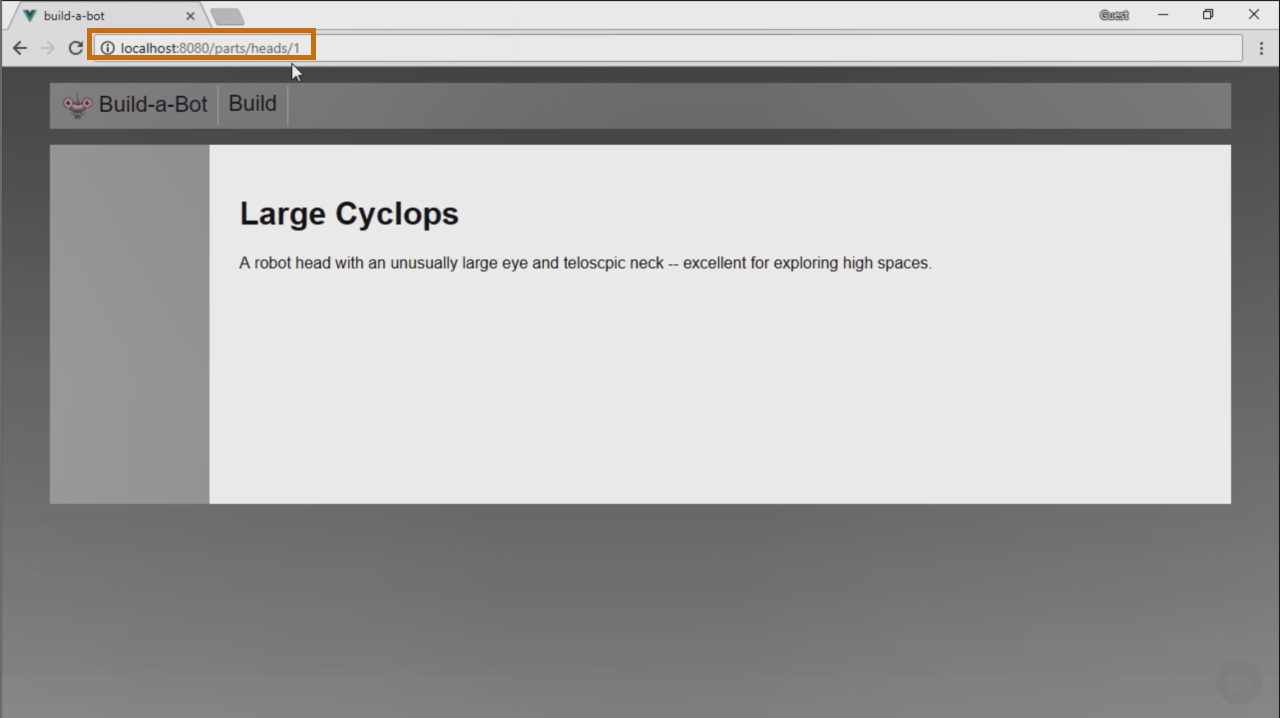 build-a-bot
Guest
localhost:8080/parts/heads/1
Build-a-Bot
Build
Large Cyclops
A robot head with an unusually large eye and teloscpic neck -- excellent for exploring high spaces.